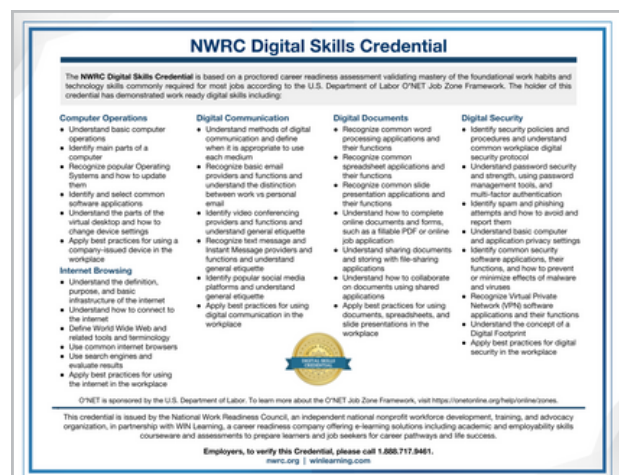 NWRC Digital Skills Credential
The NWRC Digital Skills Credential is based on a proctored career readiness assessment validating mastery of the foundational work habits and
technology skills commonly required for most jobs according to the U.S. Department of Labor O*NET Job Zone Framework. The holder of this
credential has demonstrated work ready digital skills including:
Computer Operations
● Understand basic computer
operations
● Identify main parts of a
computer
● Recognize popular Operating
Systems and how to update
them
● Identify and select common
software applications
● Understand the parts of the
virtual desktop and how to
change device settings
● Apply best practices for using a
company-issued device in the
workplace
Internet Browsing
● Understand the definition,
purpose, and basic
infrastructure of the internet
● Understand how to connect to
the internet
● Define World Wide Web and
related tools and terminology
● Use common internet browsers
● Use search engines and
evaluate results
● Apply best practices for using
the internet in the workplace
Digital Communication
● Understand methods of digital
communication and define
when it is appropriate to use
each medium
● Recognize basic email
providers and functions and
understand the distinction
between work vs personal
email
● Identify video conferencing
providers and functions and
understand general etiquette
● Recognize text message and
Instant Message providers and
functions and understand
general etiquette
● Identify popular social media
platforms and understand
general etiquette
● Apply best practices for using
digital communication in the
workplace
Digital Documents
● Recognize common word
processing applications and
their functions
● Recognize common
spreadsheet applications and
their functions
● Recognize common slide
presentation applications and
their functions
● Understand how to complete
online documents and forms,
such as a fillable PDF or online
job application
● Understand sharing documents
and storing with file-sharing
applications
● Understand how to collaborate
on documents using shared
applications
● Apply best practices for using
documents, spreadsheets, and
slide presentations in the
workplace
Digital Security
● Identify security policies and
procedures and understand
common workplace digital
security protocol
● Understand password security
and strength, using password
management tools, and
multi-factor authentication
● Identify spam and phishing
attempts and how to avoid and
report them
● Understand basic computer
and application privacy settings
● Identify common security
software applications, their
functions, and how to prevent
or minimize effects of malware
and viruses
● Recognize Virtual Private
Network (VPN) software
applications and their functions
● Understand the concept of a
Digital Footprint
● Apply best practices for digital
security in the workplace
DIGITAL SKILLS
CREDENTIAL
O*NET is sponsored by the U.S. Department of Labor. To learn more about the O*NET Job Zone Framework, visit https://onetonline.org/help/online/zones.
This credential is issued by the National Work Readiness Council, an independent national nonprofit workforce development, training, and advocacy
organization, in partnership with WIN Learning, a career readiness company offering e-learning solutions including academic and employability skills
courseware and assessments to prepare learners and job seekers for career pathways and life success.
Employers, to verify this Credential, please call 1.888.717.9461.
nwrc.org | winlearning.com